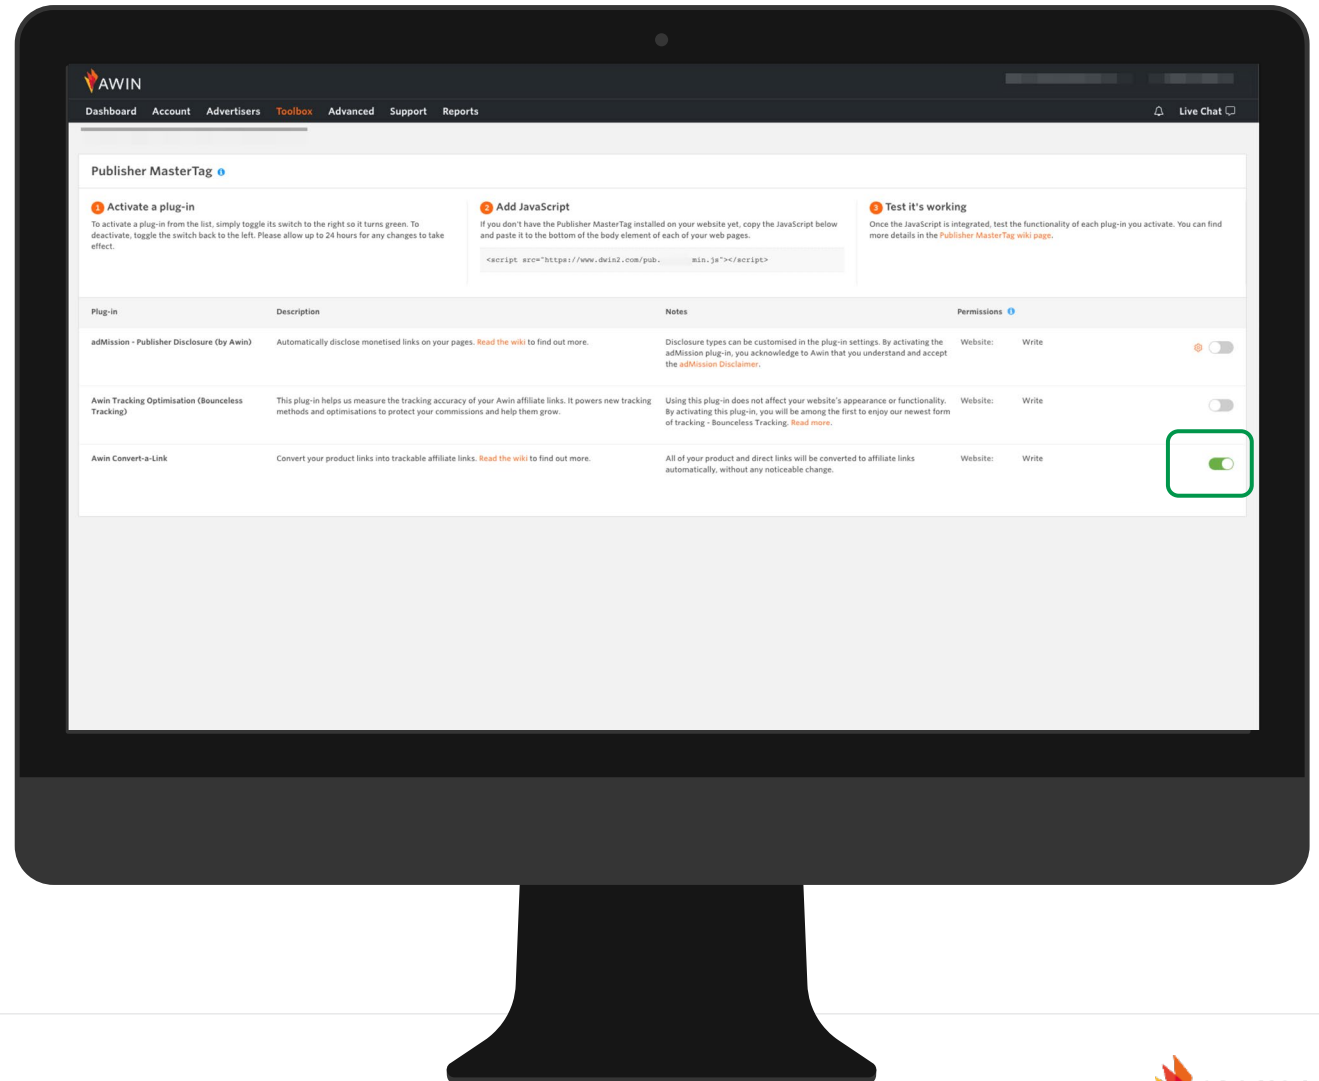 AWIN
Dashboard Account Advertisers Toolbox Advanced Support Reports Live Chat
Publisher MasterTag
1 Activate a plug-in
To activate a plug-in from the list, simply toggle its switch to the right so it turns green. To
deactivate, toggle the switch back to the left. Please allow up to 24 hours for any changes to take
effect.
2 Add JavaScript
If you don't have the Publisher MasterTag installed on your website yet, copy the JavaScript below
and paste it to the bottom of the body element of each of your web pages.
<script src="https://www.dwin2.com/pub. min.js"></script>
3 Test it's working
Once the JavaScript is integrated, test the functionality of each plug-in you activate. You can find
more details in the Publisher MasterTag wiki page.
Plug-in Description Notes Permissions
adMission - Publisher Disclosure (by Awin)
Automatically disclose monetised links on your pages. Read the wiki to find out more.
Disclosure types can be customised in the plug-in settings. By activating the
adMission plug-in, you acknowledge to Awin that you understand and accept
the adMission Disclaimer.
Website: Write
Awin Tracking Optimisation (Bounceless
Tracking)
This plug-in helps us measure the tracking accuracy of your Awin affiliate links. It powers new tracking
methods and optimisations to protect your commissions and help them grow.
Using this plug-in does not affect your website's appearance or functionality.
By activating this plug-in, you will be among the first to enjoy our newest form
of tracking - Bounceless Tracking. Read more.
Website: Write
Awin Convert-a-Link
Convert your product links into trackable affiliate links. Read the wiki to find out more.
All of your product and direct links will be converted to affiliate links
automatically, without any noticeable change.
Website: Write